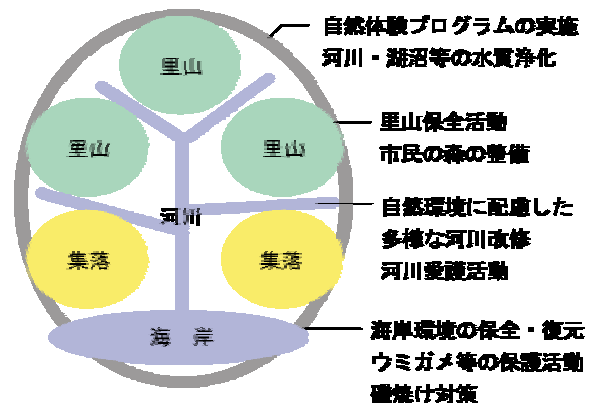 自然体験プログラムの実施
河川・湖沼等の水質浄化
里山
里山保全活動
市民の森の整備
里山
里山
自然環境に配慮した
多様な河川改修
河川愛護活動
河川
集落
集落
海岸
海岸環境の保全・復元
ウミガメ等の保護活動
磯焼け対策